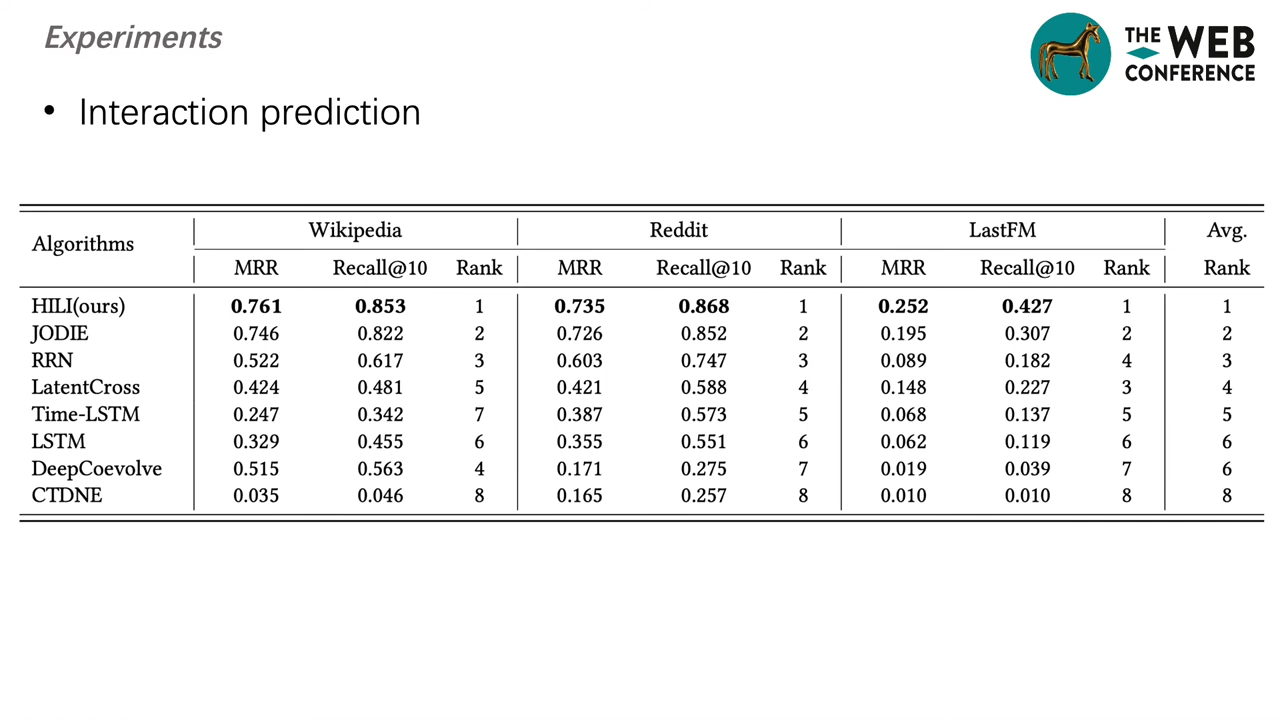 Experiments
THE WEB
CONFERENCE
• Interaction prediction
Algorithms Wikipedia Reddit LastFM Avg.
MRR Recall@10 Rank MRR Recall@10 Rank MRR Recall@10 Rank Rank
HILI(ours) 0.761 0.853 1 0.735 0.868 1 0.252 0.427 1 1
JODIE 0.746 0.822 2 0.726 0.852 2 0.195 0.307 2 2
RRN 0.522 0.617 3 0.603 0.747 3 0.089 0.182 4 3
LatentCross 0.424 0.481 5 0.421 0.588 4 0.148 0.227 3 4
Time-LSTM 0.247 0.342 7 0.387 0.573 5 0.068 0.137 5 5
LSTM 0.329 0.455 6 0.355 0.551 6 0.062 0.119 6 6
DeepCoevolve 0.515 0.563 4 0.171 0.275 7 0.019 0.039 7 6
CTDNE 0.035 0.046 8 0.165 0.257 8 0.010 0.010 8 8